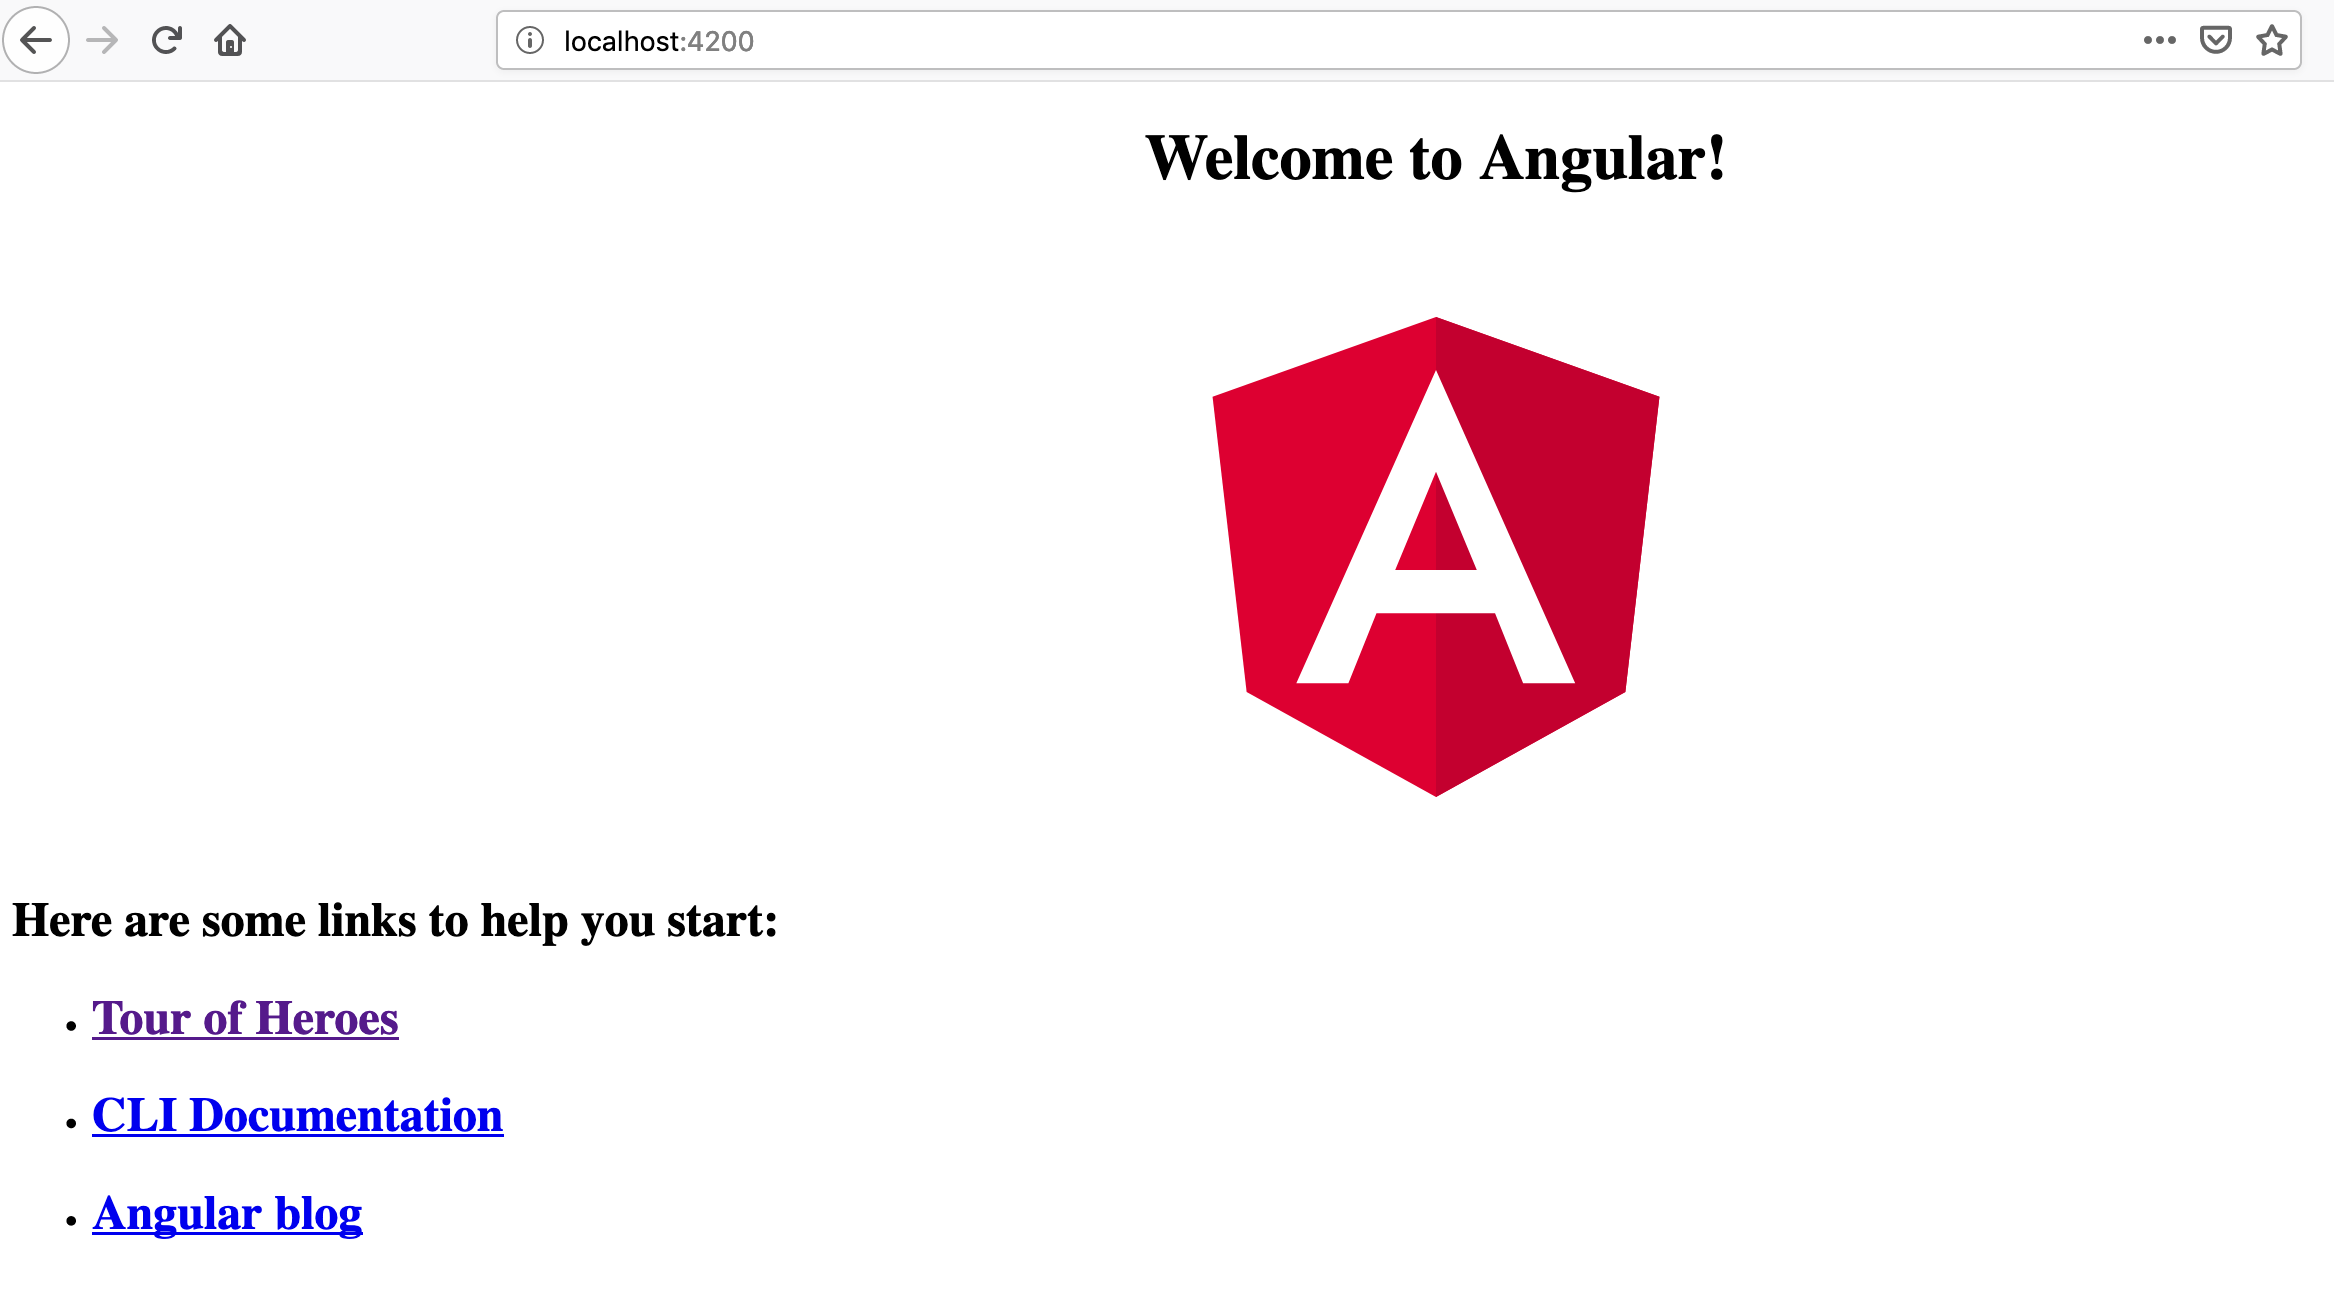 localhost:4200
Welcome to Angular!
A
Here are some links to help you start:
Tour of Heroes
CLI Documentation
Angular blog